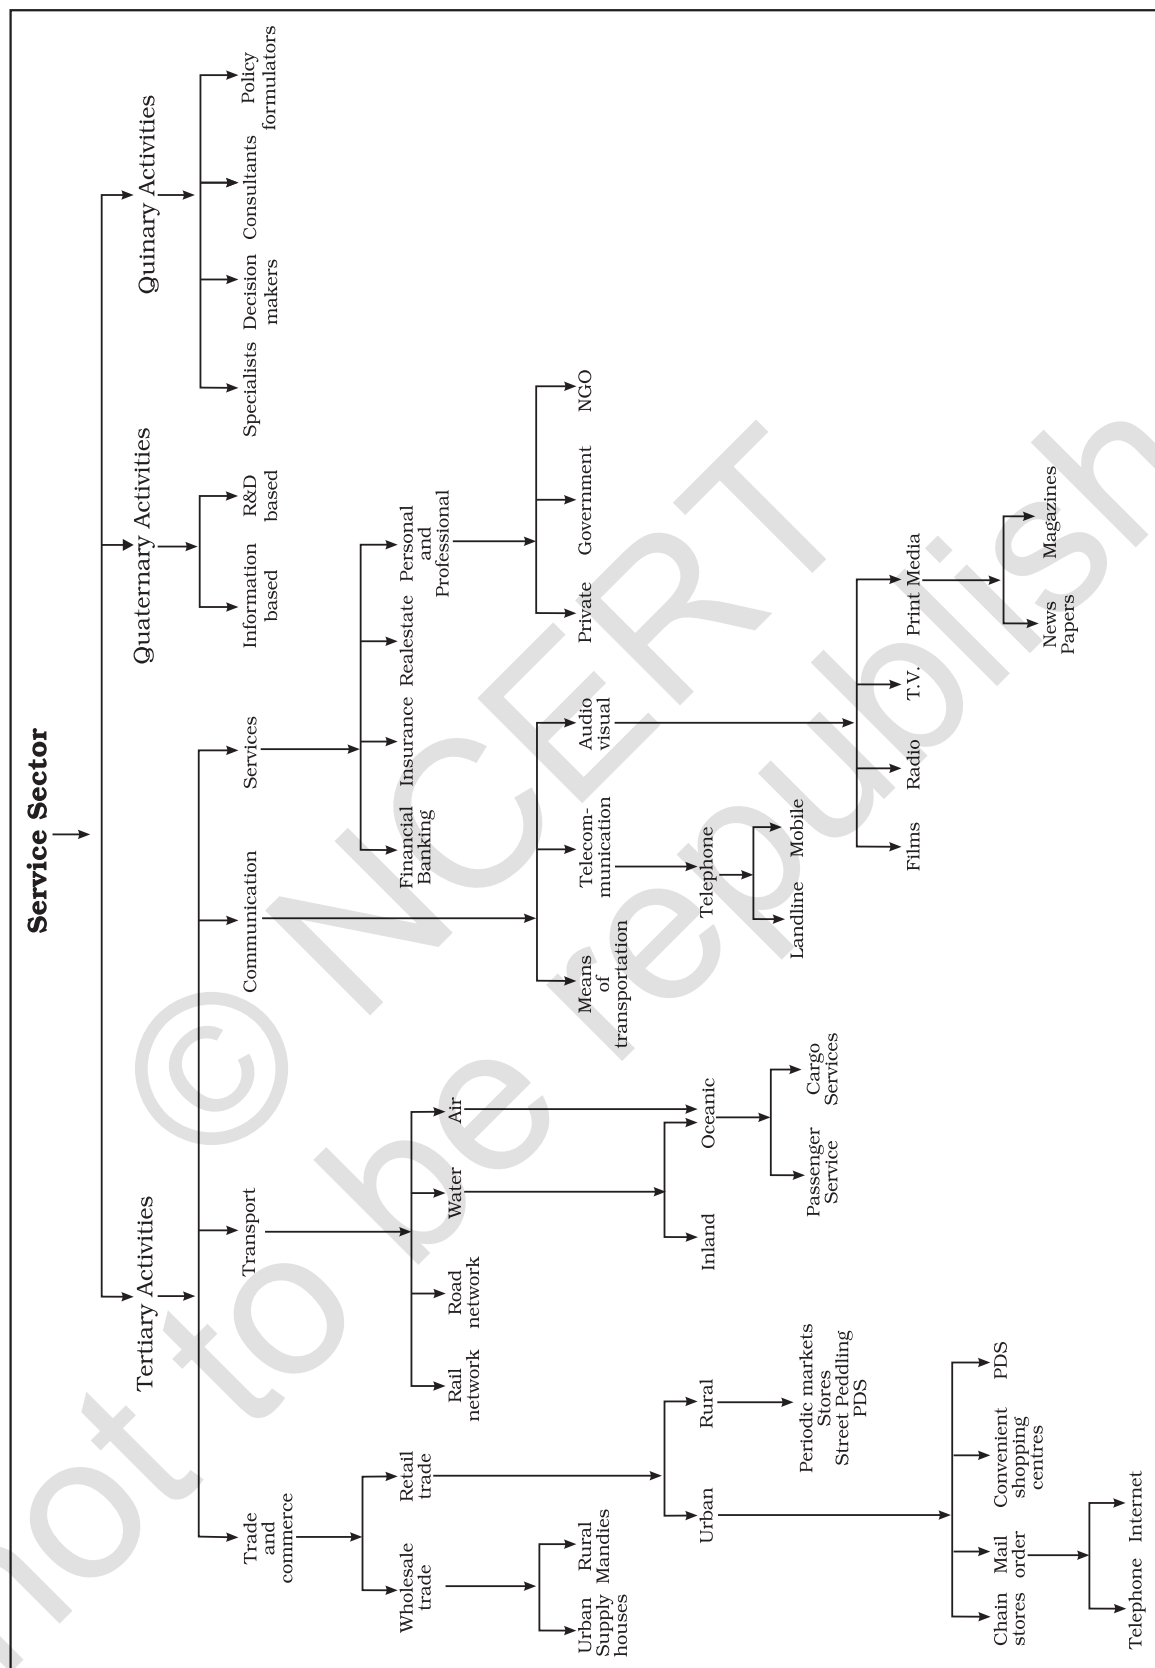 Service Sector
Tertiary Activities
Quaternary Activities
Quinary Activities
Trade
and
commerce
Transport
Communication
Services
Information
based
R&D
based
Specialists
Decision
makers
Consultants
Policy
formulators
Wholesale
trade
Retail
trade
Rail
network
Road
network
Water
Air
Financial
Banking
Insurance
Realestate
Personal
and
Professional
Urban
Supply
houses
Rural
Mandies
Means
of
transportation
Telecom-
munication
Audio
visual
Private
Government
NGO
Urban
Rural
Inland
Oceanic
Telephone
Periodic markets
Stores
Street Peddling
PDS
Passenger
Service
Cargo
Services
Landline
Mobile
Films
Radio
T.V.
Print Media
Chain
stores
Mail
order
Convenient
shopping
centres
PDS
News
Papers
Magazines
Telephone
Internet
© NCERT
not to be republish